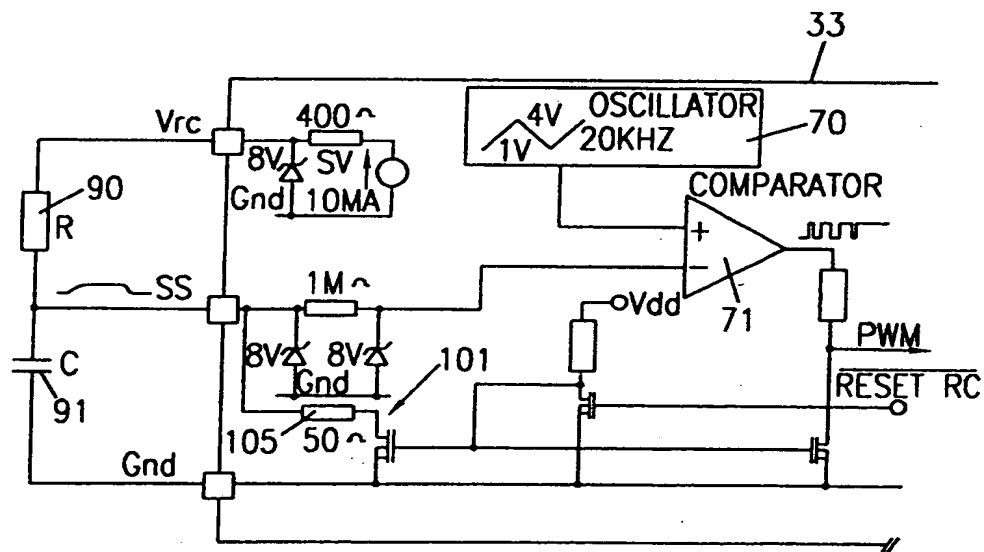 33
Vrc
400
8V
SV
Gnd
10MA
4V
1V
OSCILLATOR
20KHZ
70
90
R
COMPARATOR
+
−
71
SS
1M
8V
8V
Gnd
Vdd
PWM
RESET RC
C
91
101
105
50
Gnd